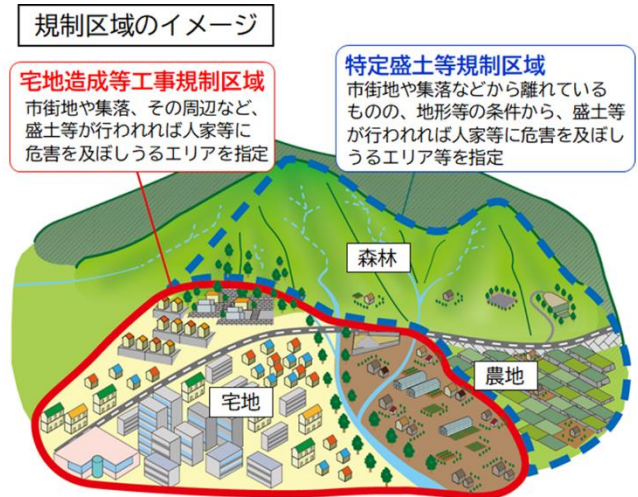 規制区域のイメージ
宅地造成等工事規制区域
市街地や集落、その周辺など、
盛土等が行われれば人家等に
危害を及ぼしうるエリアを指定
特定盛土等規制区域
市街地や集落などから離れている
ものの、地形等の条件から、盛土等
が行われれば人家等に危害を及ぼし
うるエリア等を指定
森林
農地
宅地